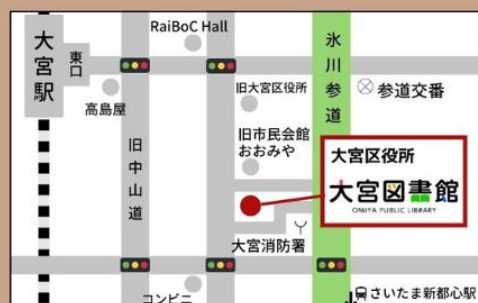 RaiBoC Hall
大宮駅
東口
高島屋
旧中山道
旧大宮区役所
旧市民会館
おおみや
氷川参道
参道交番
大宮区役所
大宮図書館
OMIYA PUBLIC LIBRARY
大宮消防署
コンビニ
さいたま新都心駅